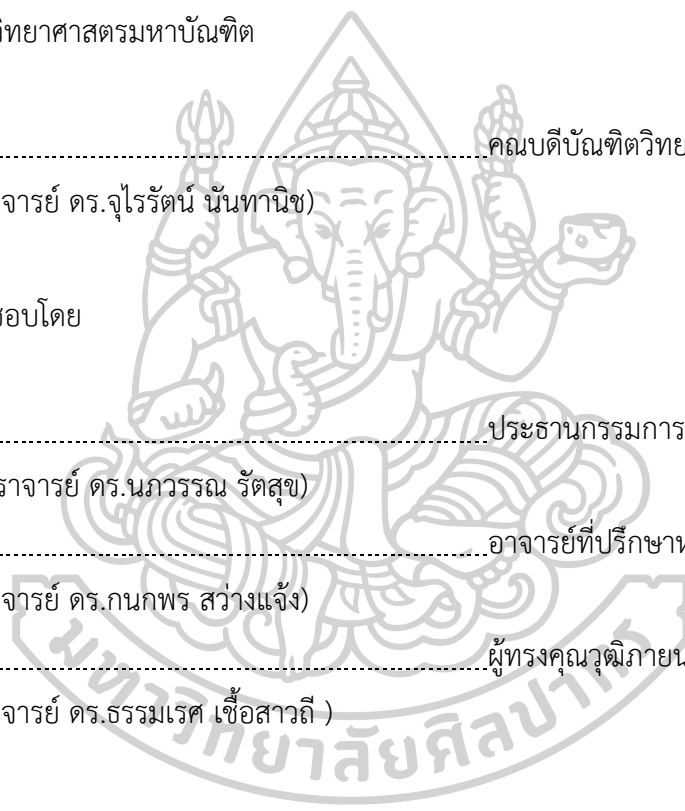 วิทยาศาสตรมหาบัณฑิต
คณบดีบัณฑิตวิทย
จารย์ ดร.จุไรรัตน์ นันทานิช)
สอบโดย
ประธานกรรมการ
ราจารย์ ดร.นภวรรณ รัตสุข)
อาจารย์ที่ปรึกษาห
จารย์ ดร.กนกพร สว่างแจ้ง)
ผู้ทรงคุณวุฒิภายน
จารย์ ดร.ธรรมเรศ เชื้อสาวถี )
มหาวิทยาลัยศิลปากร